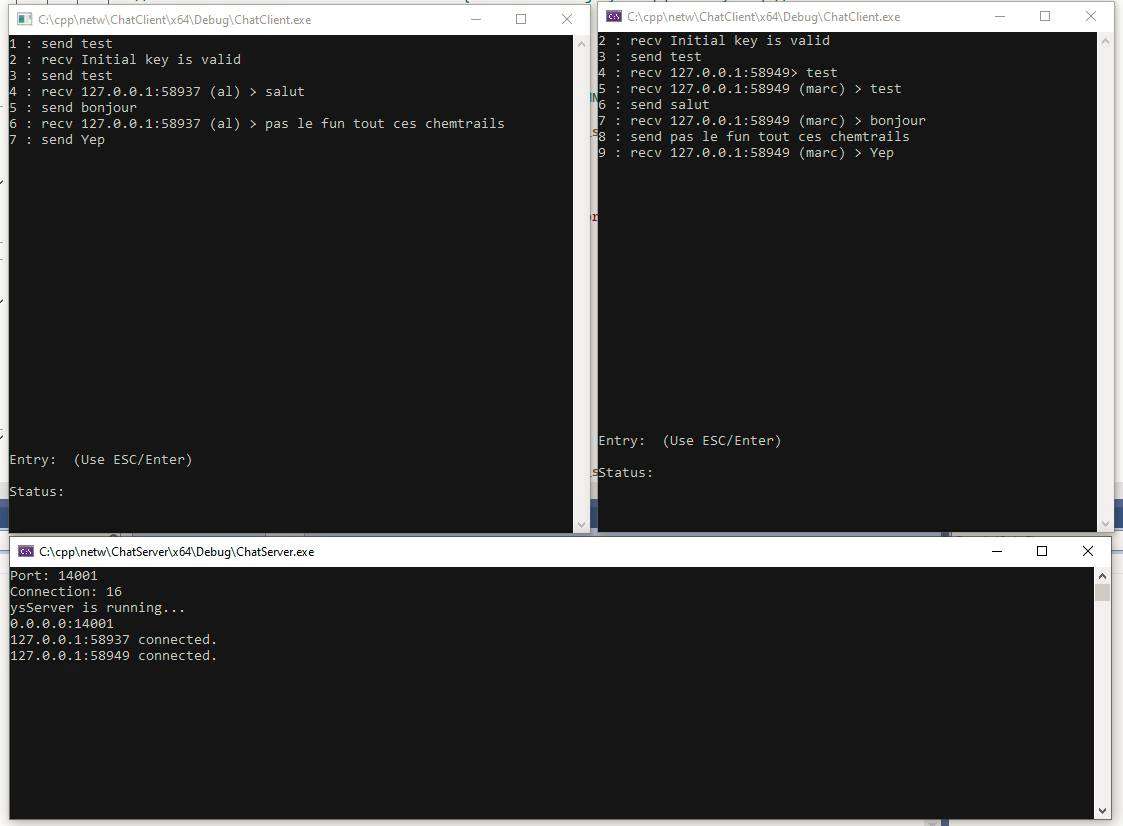 C:\cpp\netw\ChatClient\x64\Debug\ChatClient.exe
1 : send test
2 : recv Initial key is valid
3 : send test
4 : recv 127.0.0.1:58937 (al) > salut
5 : send bonjour
6 : recv 127.0.0.1:58937 (al) > pas le fun tout ces chemtrails
7 : send Yep
Entry:  (Use ESC/Enter)
Status:
C:\cpp\netw\ChatClient\x64\Debug\ChatClient.exe
2 : recv Initial key is valid
3 : send test
4 : recv 127.0.0.1:58949> test
5 : recv 127.0.0.1:58949 (marc) > test
6 : send salut
7 : recv 127.0.0.1:58949 (marc) > bonjour
8 : send pas le fun tout ces chemtrails
9 : recv 127.0.0.1:58949 (marc) > Yep
Entry:  (Use ESC/Enter)
Status:
C:\cpp\netw\ChatServer\x64\Debug\ChatServer.exe
Port: 14001
Connection: 16
ysServer is running...
0.0.0.0:14001
127.0.0.1:58937 connected.
127.0.0.1:58949 connected.